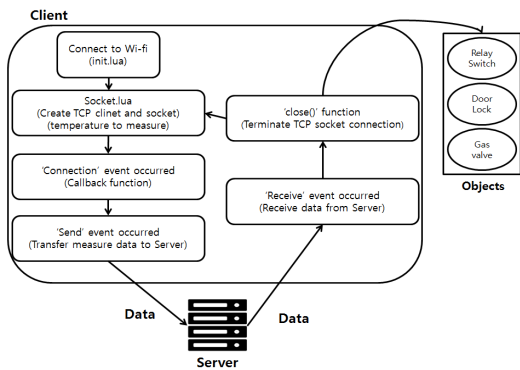 Client
Connect to Wi-fi
(init.lua)
Socket.lua
(Create TCP clinet and socket)
(temperature to measure)
'Connection' event occurred
(Callback function)
'Send' event occurred
(Transfer measure data to Server)
'close()' function
(Terminate TCP socket connection)
'Receive' event occurred
(Receive data from Server)
Relay
Switch
Door
Lock
Gas
valve
Objects
Data
Data
Server